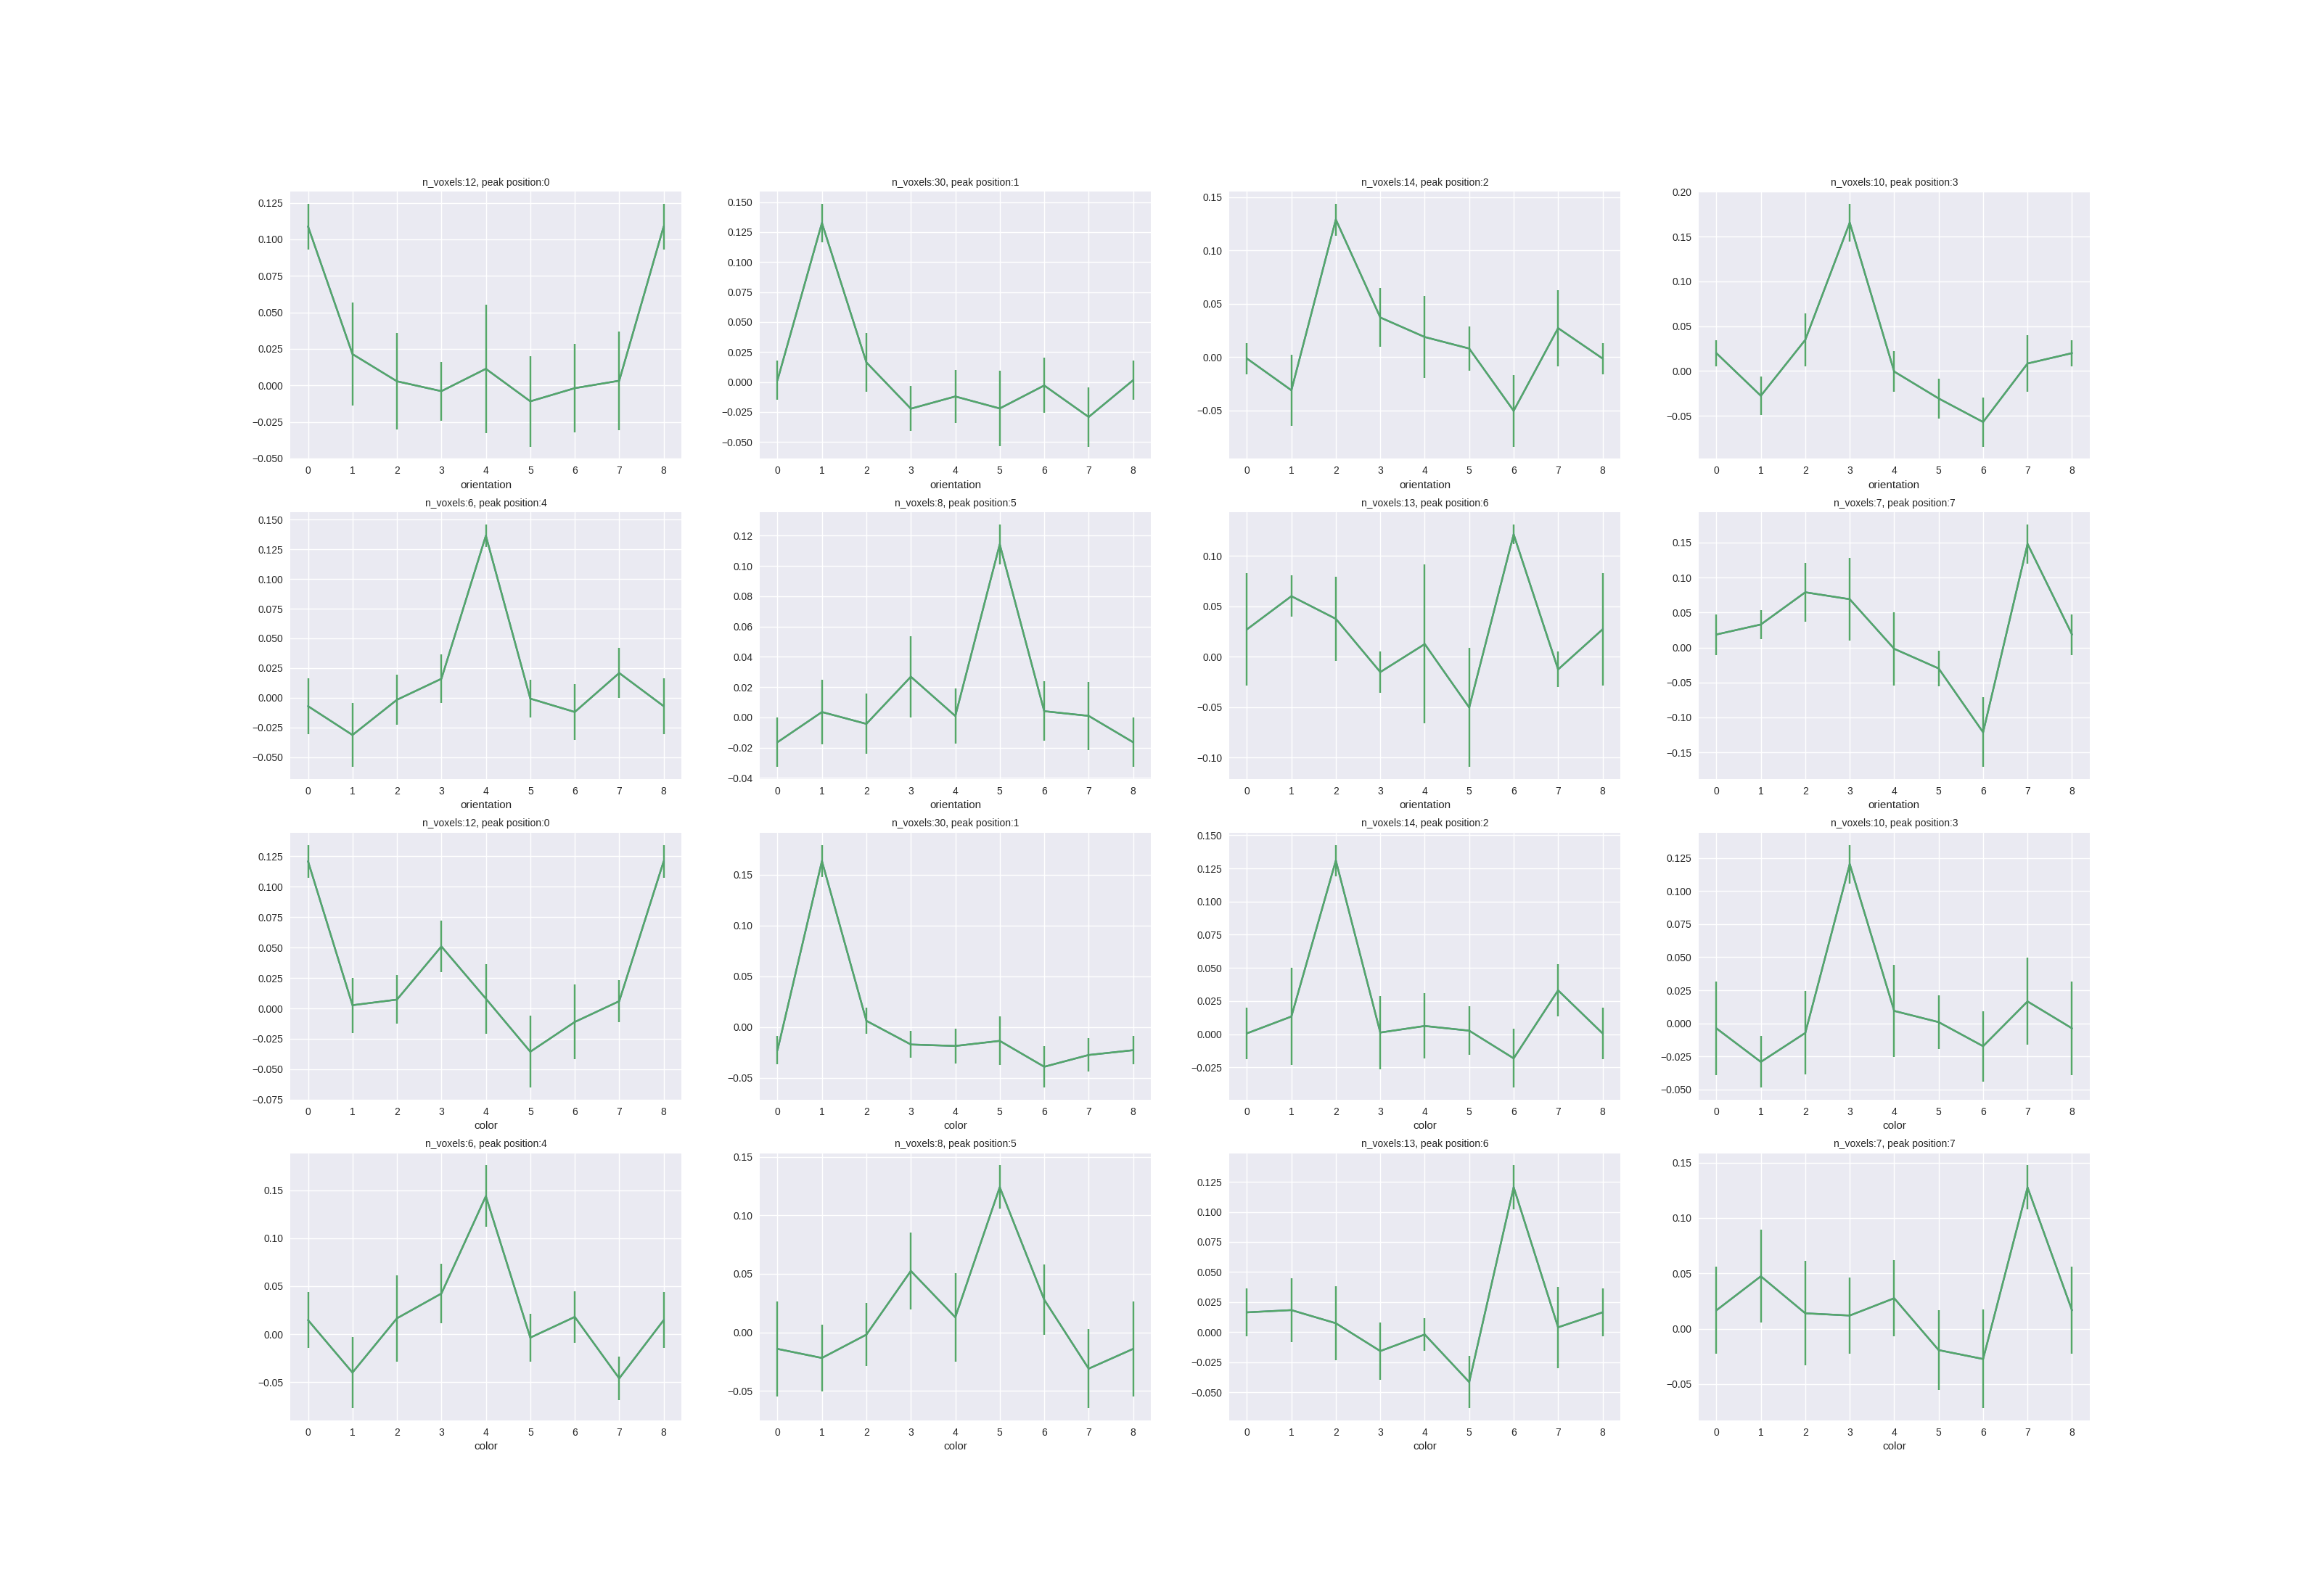 n_voxels:12, peak position:0
0.125
0.100
0.075
0.050
0.025
0.000
−0.025
−0.050
0 1 2 3 4 5 6 7 8
orientation
n_voxels:30, peak position:1
0.150
0.125
0.100
0.075
0.050
0.025
0.000
−0.025
−0.050
0 1 2 3 4 5 6 7 8
orientation
n_voxels:14, peak position:2
0.15
0.10
0.05
0.00
−0.05
0 1 2 3 4 5 6 7 8
orientation
n_voxels:10, peak position:3
0.20
0.15
0.10
0.05
0.00
−0.05
0 1 2 3 4 5 6 7 8
orientation
n_voxels:6, peak position:4
0.150
0.125
0.100
0.075
0.050
0.025
0.000
−0.025
−0.050
0 1 2 3 4 5 6 7 8
orientation
n_voxels:8, peak position:5
0.12
0.10
0.08
0.06
0.04
0.02
0.00
−0.02
−0.04
0 1 2 3 4 5 6 7 8
orientation
n_voxels:13, peak position:6
0.10
0.05
0.00
−0.05
−0.10
0 1 2 3 4 5 6 7 8
orientation
n_voxels:7, peak position:7
0.15
0.10
0.05
0.00
−0.05
−0.10
−0.15
0 1 2 3 4 5 6 7 8
orientation
n_voxels:12, peak position:0
0.125
0.100
0.075
0.050
0.025
0.000
−0.025
−0.050
−0.075
0 1 2 3 4 5 6 7 8
color
n_voxels:30, peak position:1
0.15
0.10
0.05
0.00
−0.05
0 1 2 3 4 5 6 7 8
color
n_voxels:14, peak position:2
0.150
0.125
0.100
0.075
0.050
0.025
0.000
−0.025
0 1 2 3 4 5 6 7 8
color
n_voxels:10, peak position:3
0.125
0.100
0.075
0.050
0.025
0.000
−0.025
−0.050
0 1 2 3 4 5 6 7 8
color
n_voxels:6, peak position:4
0.15
0.10
0.05
0.00
−0.05
0 1 2 3 4 5 6 7 8
color
n_voxels:8, peak position:5
0.15
0.10
0.05
0.00
−0.05
0 1 2 3 4 5 6 7 8
color
n_voxels:13, peak position:6
0.125
0.100
0.075
0.050
0.025
0.000
−0.025
−0.050
0 1 2 3 4 5 6 7 8
color
n_voxels:7, peak position:7
0.15
0.10
0.05
0.00
−0.05
0 1 2 3 4 5 6 7 8
color